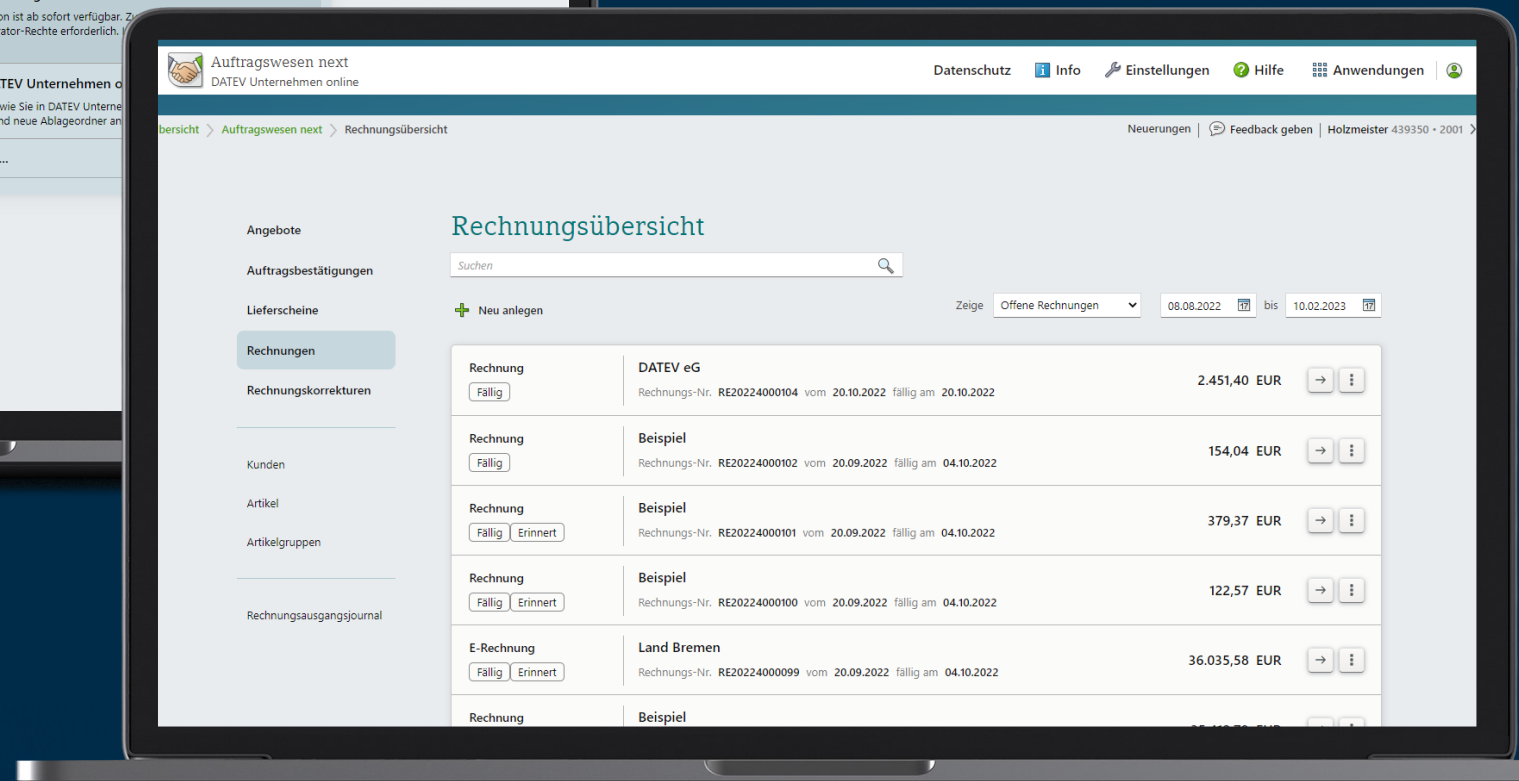 on ist ab sofort verfügbar.
rator-Rechte erforderlich.
TEV Unternehmen o
wie Sie in DATEV Unterne
nd neue Ablageordner an
...
Auftragswesen next
DATEV Unternehmen online
Datenschutz Info Einstellungen Hilfe Anwendungen
bersicht > Auftragswesen next > Rechnungsübersicht
Neuerungen | Feedback geben | Holzmeister 439350 • 2001 >
Angebote
Auftragsbestätigungen
Lieferscheine
Rechnungen
Rechnungskorrekturen
Kunden
Artikel
Artikelgruppen
Rechnungsausgangsjournal
Rechnungsübersicht
Suchen
Neu anlegen
Zeige Offene Rechnungen 08.08.2022 17 bis 10.02.2023 17
Rechnung DATEV eG
2.451,40 EUR
Fällig Rechnungs-Nr. RE20224000104 vom 20.10.2022 fällig am 20.10.2022
Rechnung Beispiel
154,04 EUR
Fällig Rechnungs-Nr. RE20224000102 vom 20.09.2022 fällig am 04.10.2022
Rechnung Beispiel
379,37 EUR
Fällig Erinnert Rechnungs-Nr. RE20224000101 vom 20.09.2022 fällig am 04.10.2022
Rechnung Beispiel
122,57 EUR
Fällig Erinnert Rechnungs-Nr. RE20224000100 vom 20.09.2022 fällig am 04.10.2022
E-Rechnung Land Bremen
36.035,58 EUR
Fällig Erinnert Rechnungs-Nr. RE20224000099 vom 20.09.2022 fällig am 04.10.2022
Rechnung Beispiel